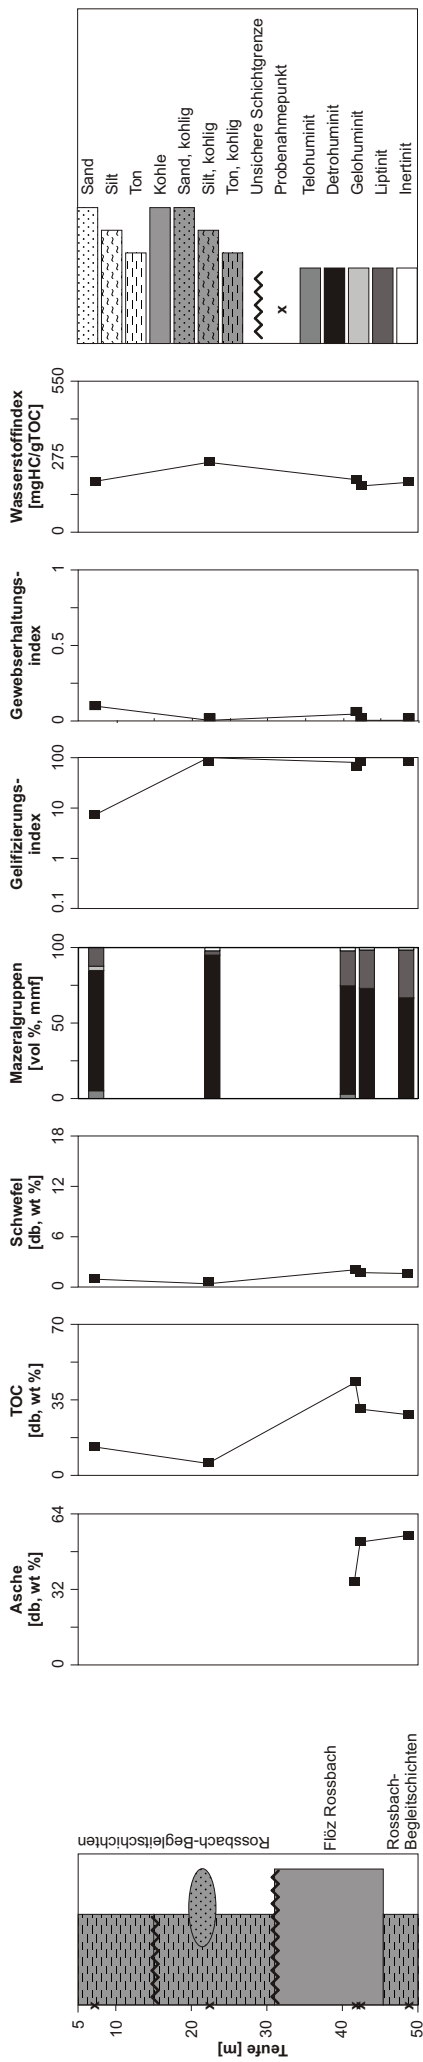 Teufe [m]
5
10
20
30
40
50
Rossbach-Begleitschichten
Flöz Rossbach
Rossbach-
Begleitschichten
Asche
[db, wt %]
0
32
64
TOC
[db, wt %]
0
35
70
Schwefel
[db, wt %]
0
6
12
18
Mazeralgruppen
[vol %, mmf]
0
50
100
Gelifizierungs-
index
0.1
1
10
100
Gewebserhaltungs-
index
0
0.5
1
Wasserstoffindex
[mgHC/gTOC]
0
275
550
Sand
Silt
Ton
Kohle
Sand, kohlig
Silt, kohlig
Ton, kohlig
Unsichere Schichtgrenze
x Probenahmepunkt
Telohuminit
Detrohuminit
Gelohuminit
Liptinit
Inertinit